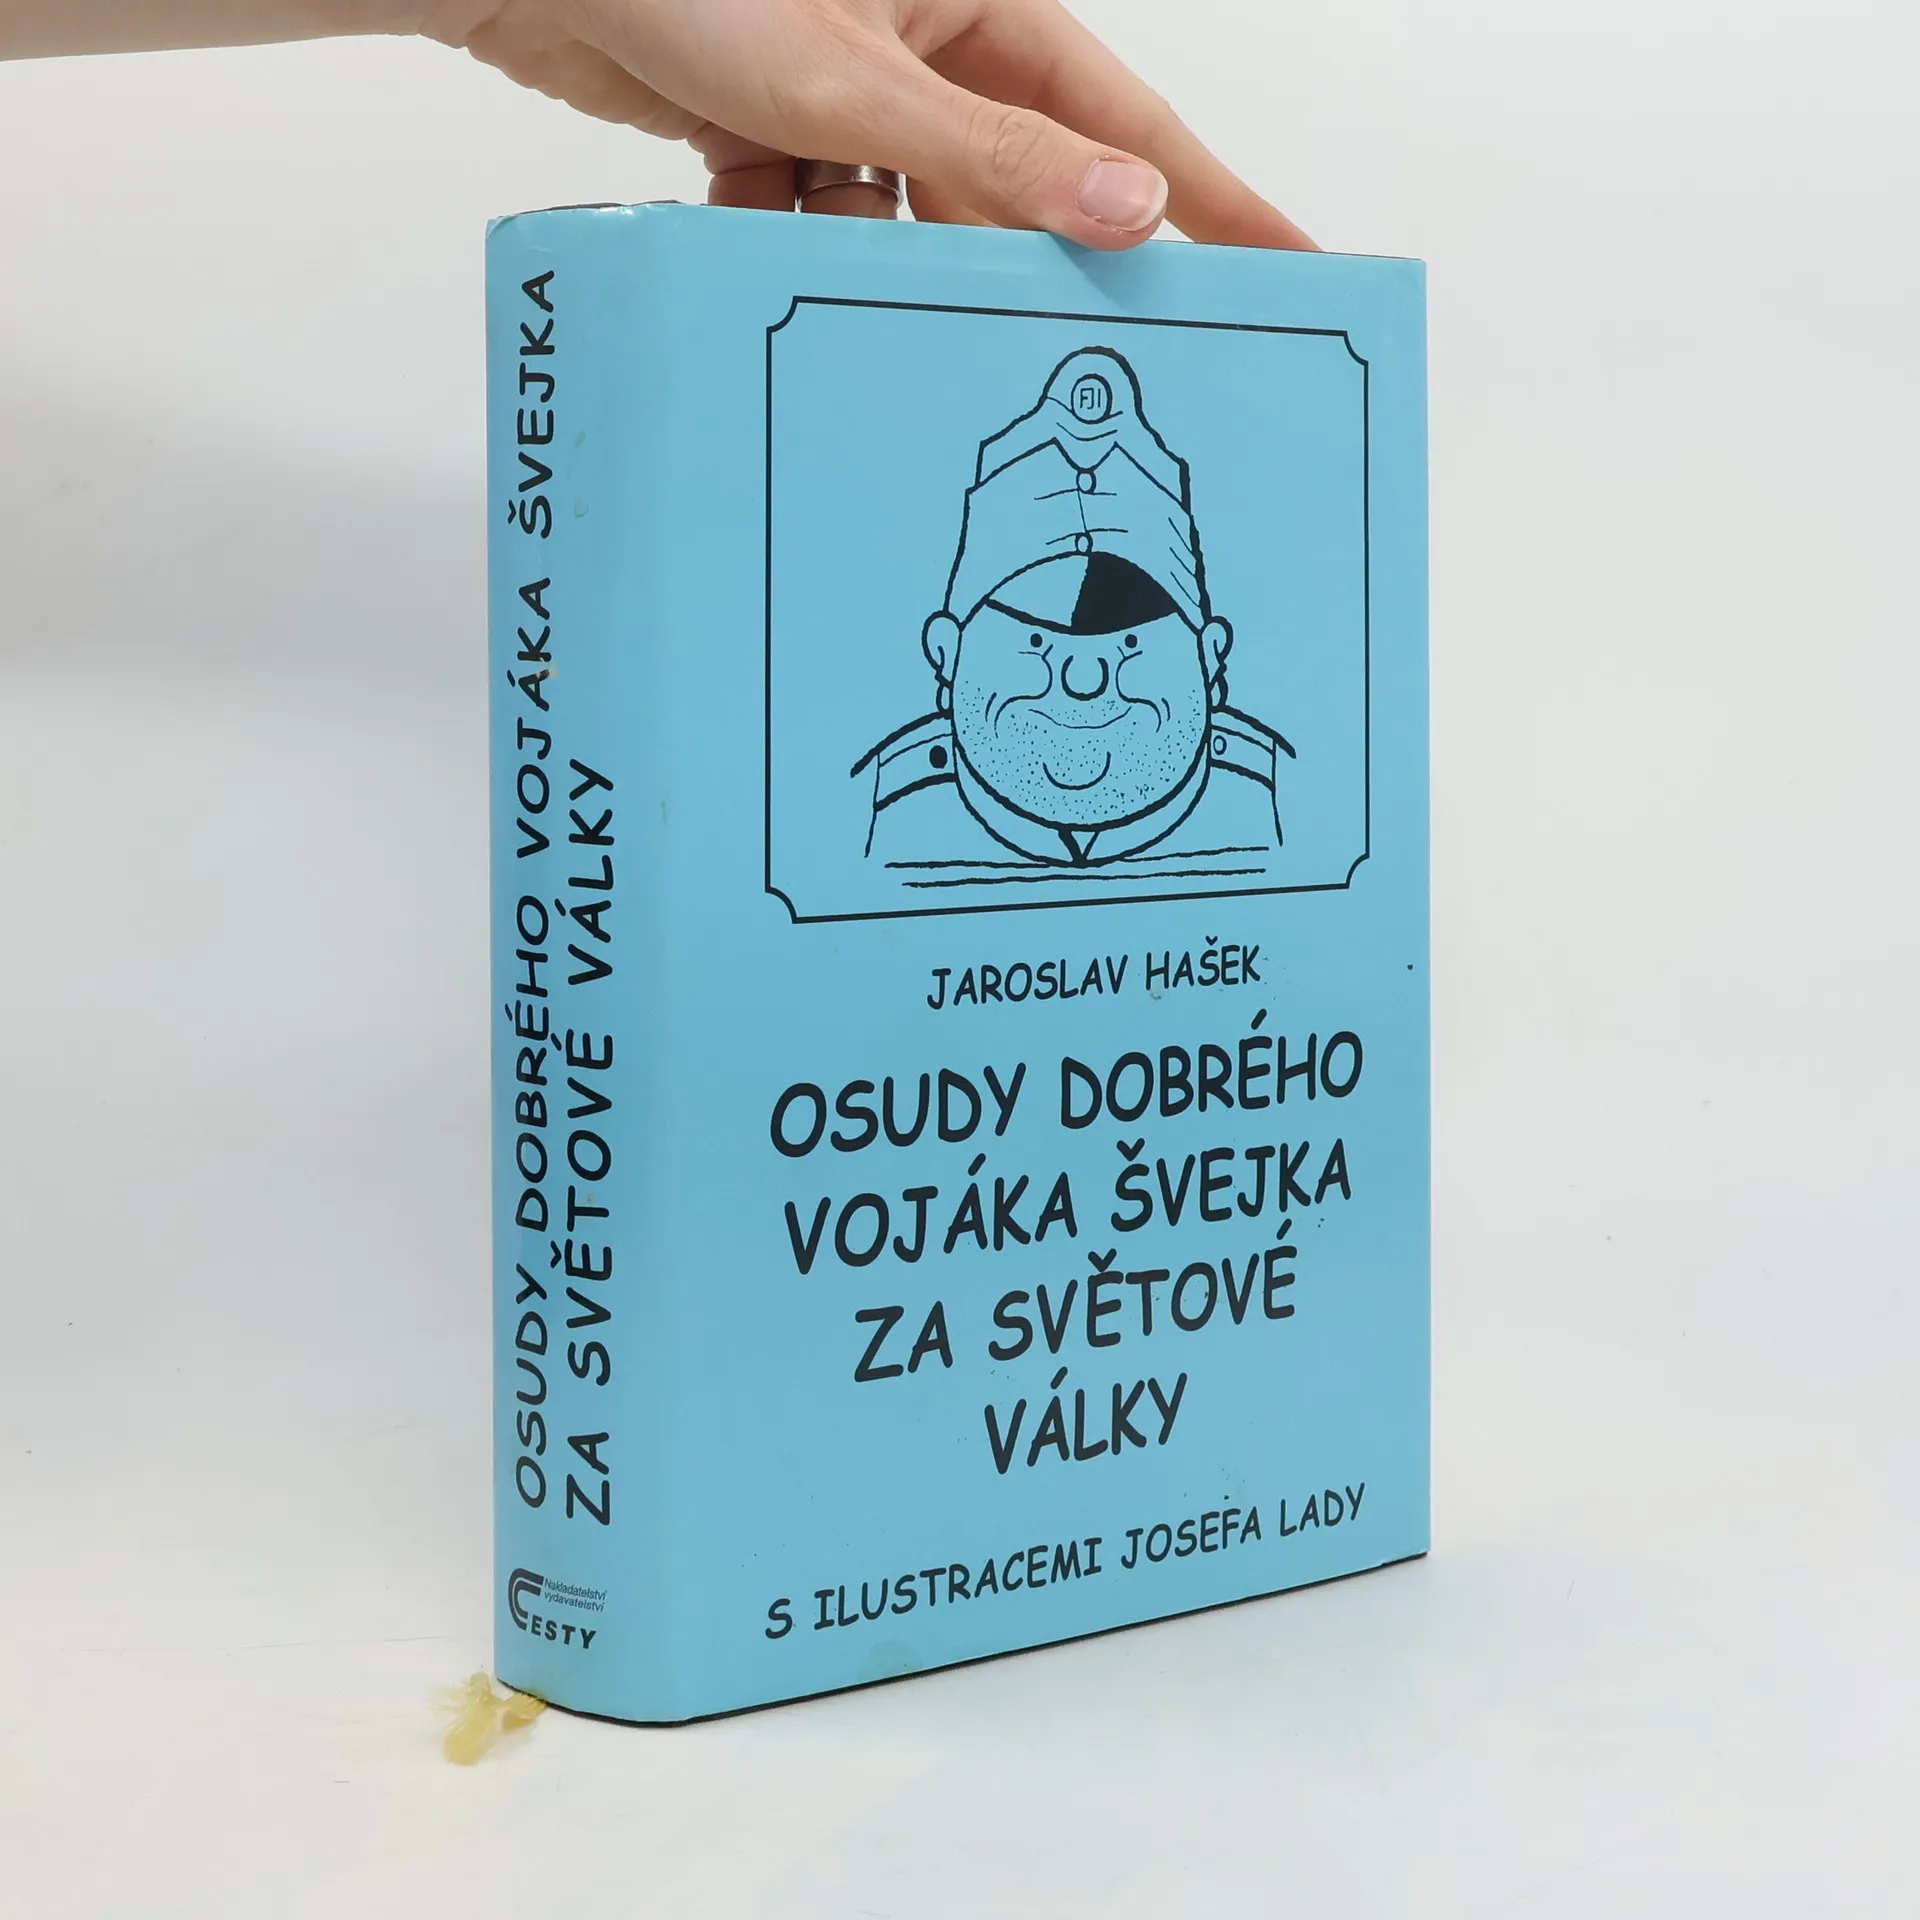 OSUDY DOBRÉHO VOJÁKA ŠVEJKA
ZA SVĚTOVÉ VÁLKY
Nakladatelství
vydavatelství
CESTY
FJI
JAROSLAV HAŠEK
OSUDY DOBRÉHO
VOJÁKA ŠVEJKA
ZA SVĚTOVÉ
VÁLKY
S ILUSTRACEMI JOSEFA LADY